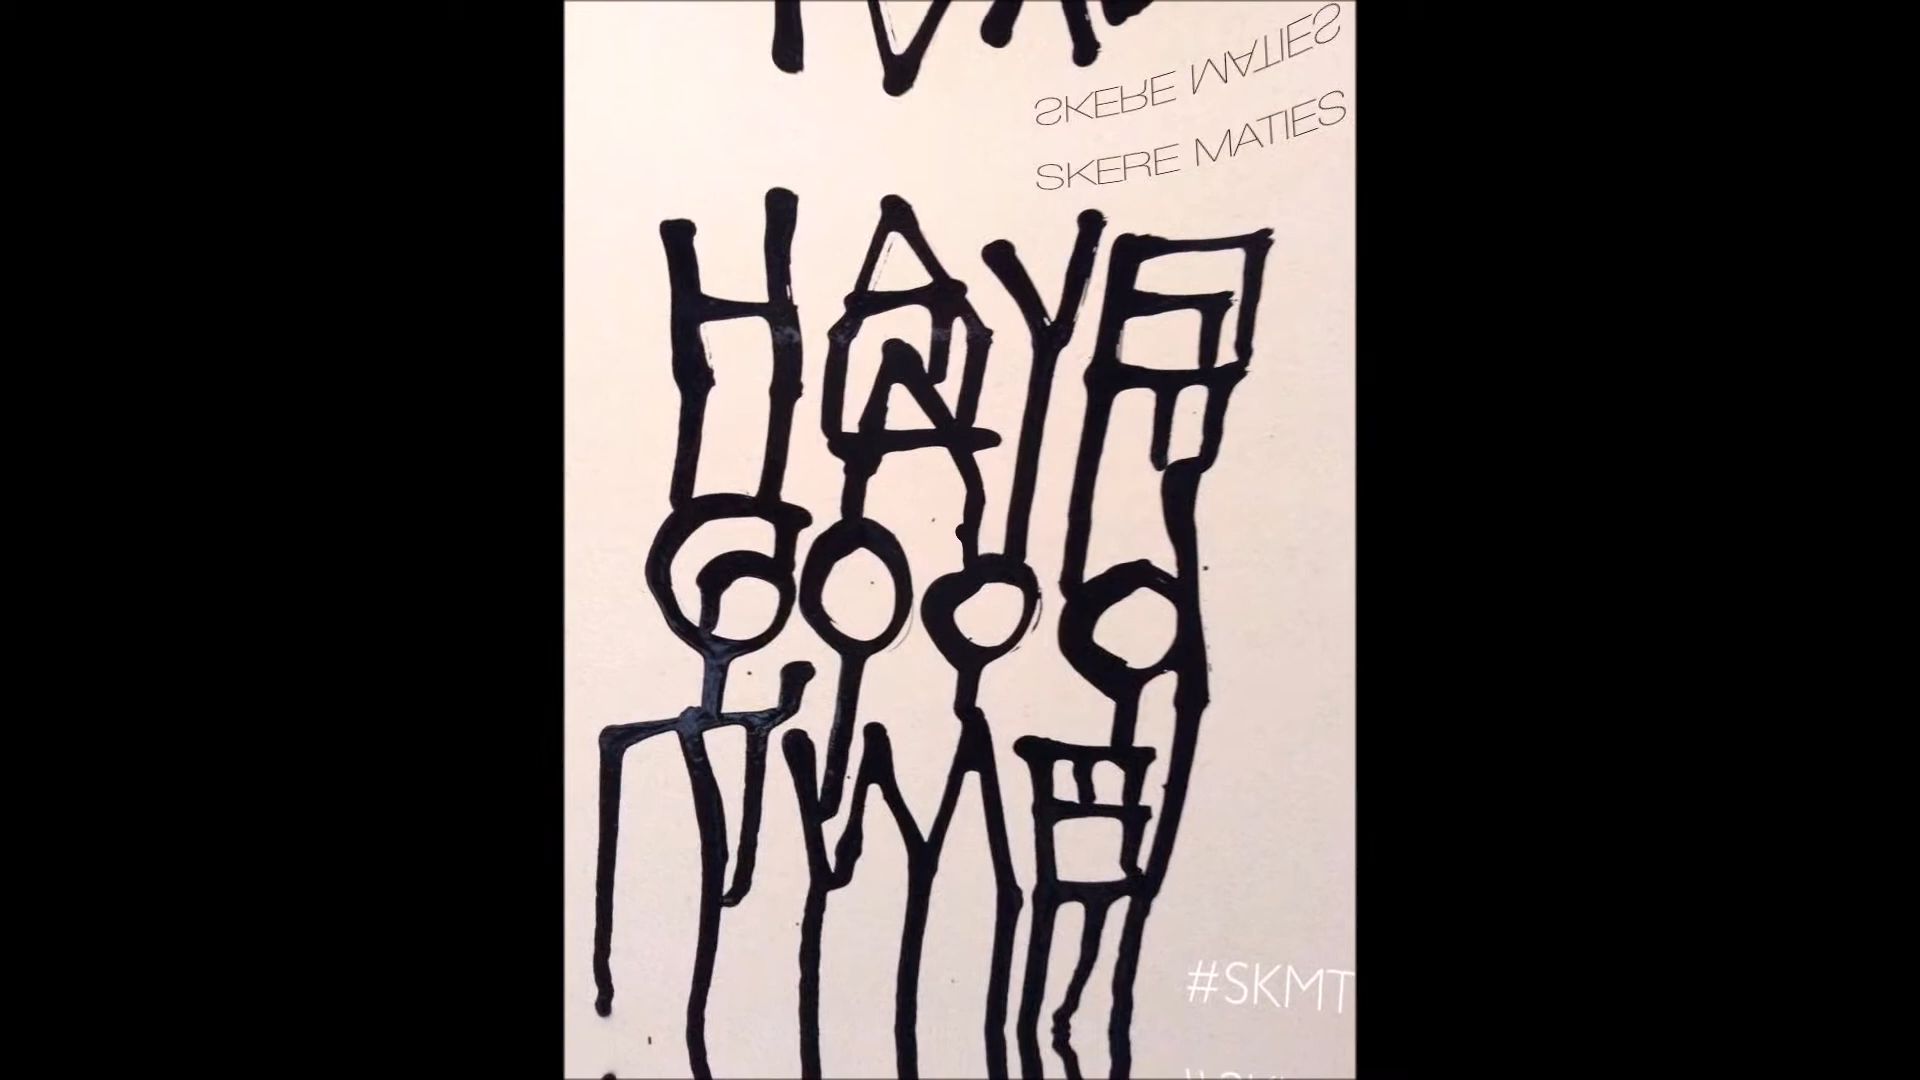 SKERE MATIES
SKERE MATIES
HAVE
A
GOOD
TIME
#SKMT